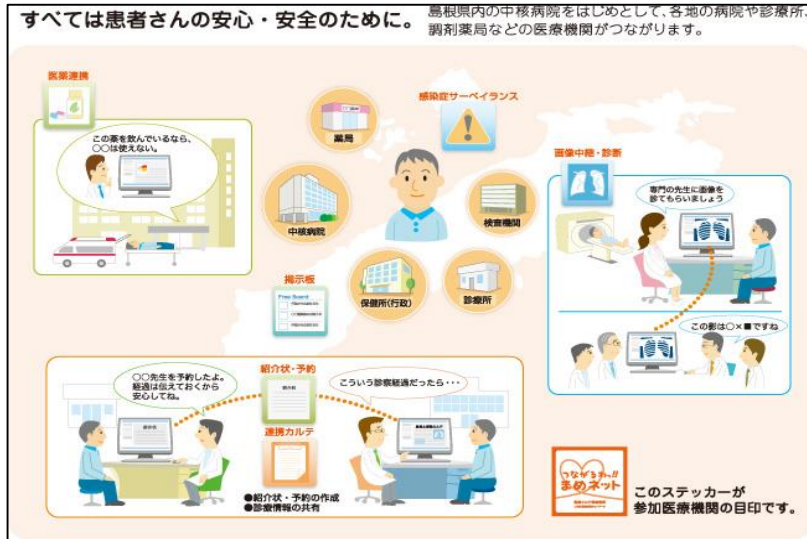 すべては患者さんの安心・安全のために。
島根県内の中核病院をはじめとして、各地の病院や診療所、
調剤薬局などの医療機関がつながります。
医薬連携
この薬を飲んでいるなら、
○○は使えない。
薬局
感染症サーベイランス
中核病院
検査機関
保健所(行政)
診療所
掲示板
Free Board
画像中継・診断
専門の先生に画像を
診てもらいましょう
この影は○×■ですね
紹介状・予約
○○先生を予約したよ。
経過は伝えておくから
安心してね。
こういう診察経過だったら・・・
紹介状
紹介状
連携カルテ
●紹介状・予約の作成
●診療情報の共有
つながるわっ!!
まめネット
このステッカーが
参加医療機関の目印です。